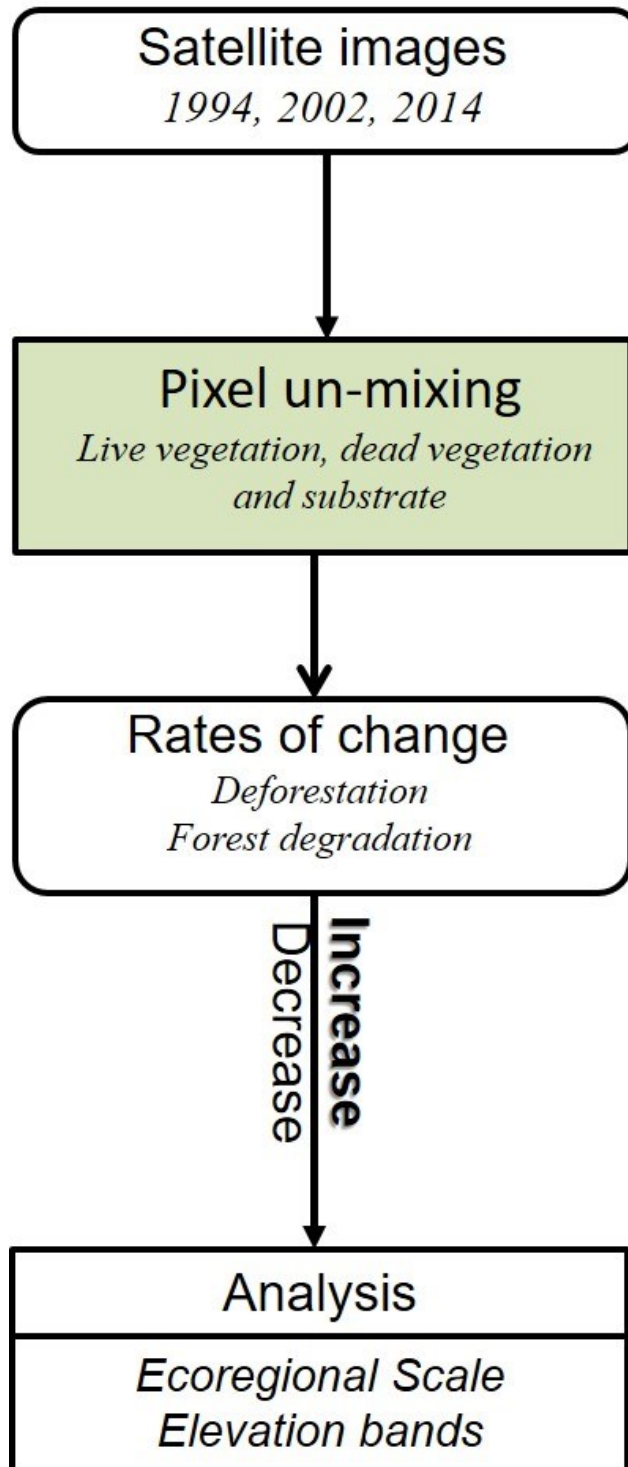 Satellite images
1994, 2002, 2014
Pixel un-mixing
Live vegetation, dead vegetation
and substrate
Rates of change
Deforestation
Forest degradation
Decrease
Increase
Analysis
Ecoregional Scale
Elevation bands